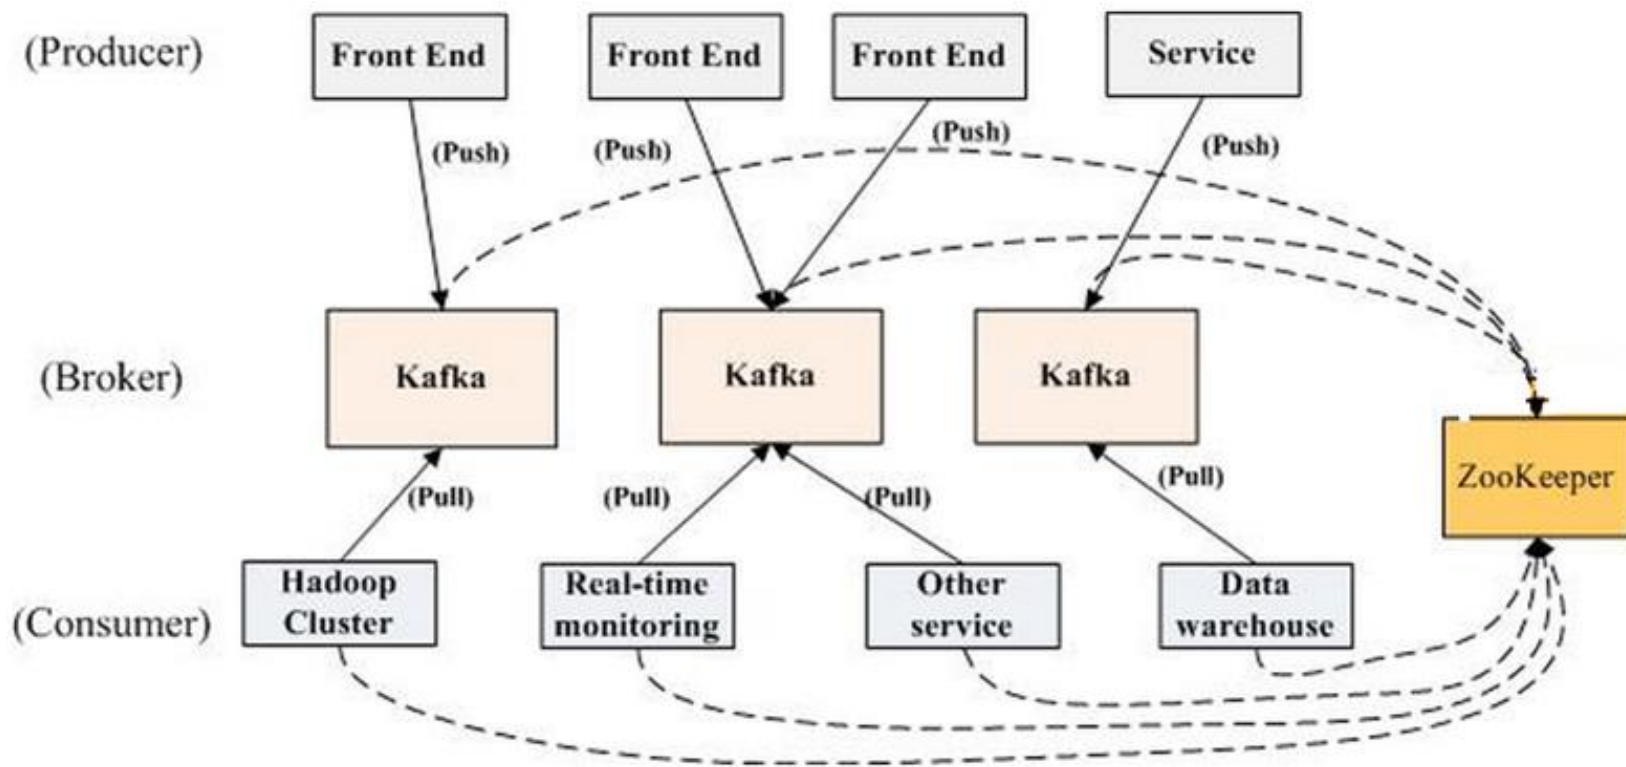 (Producer)
Front End
Front End
Front End
Service
(Push)
(Push)
(Push)
(Push)
(Broker)
Kafka
Kafka
Kafka
ZooKeeper
(Pull)
(Pull)
(Pull)
(Pull)
(Consumer)
Hadoop
Cluster
Real-time
monitoring
Other
service
Data
warehouse